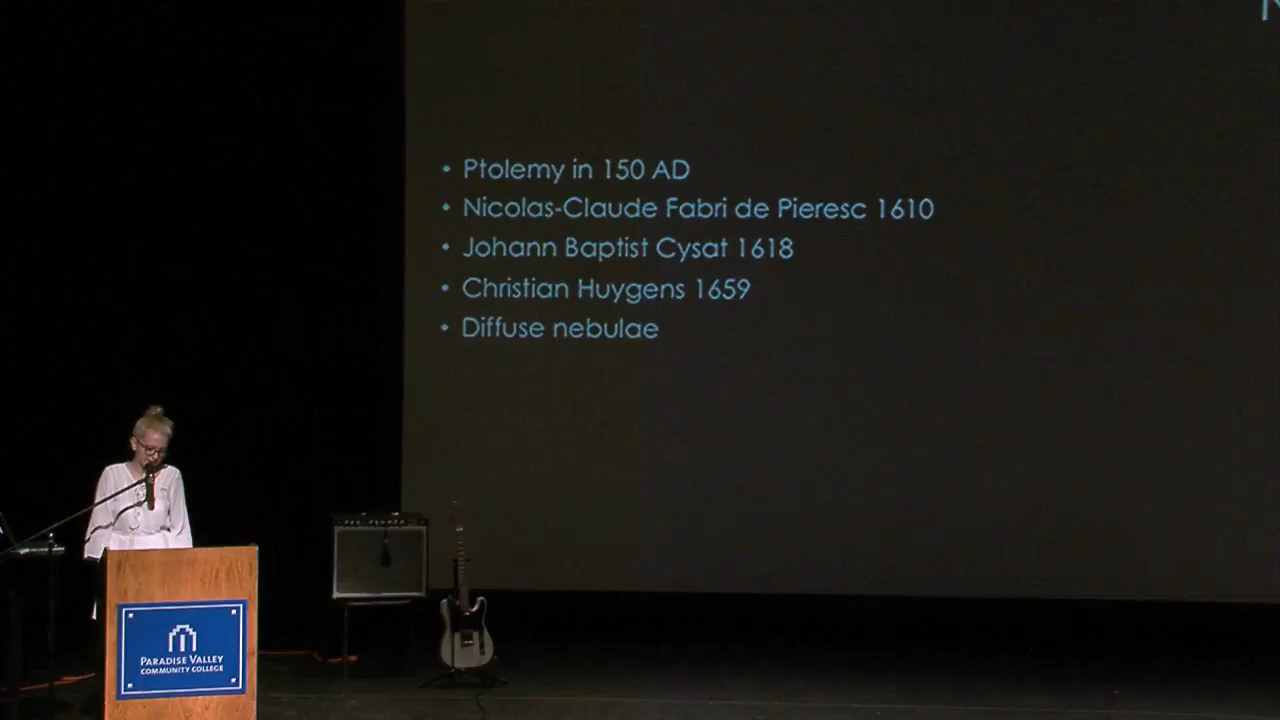 • Ptolemy in 150 AD
• Nicolas-Claude Fabri de Pieresc 1610
• Johann Baptist Cysat 1618
• Christian Huygens 1659
• Diffuse nebulae
PARADISE VALLEY
COMMUNITY COLLEGE